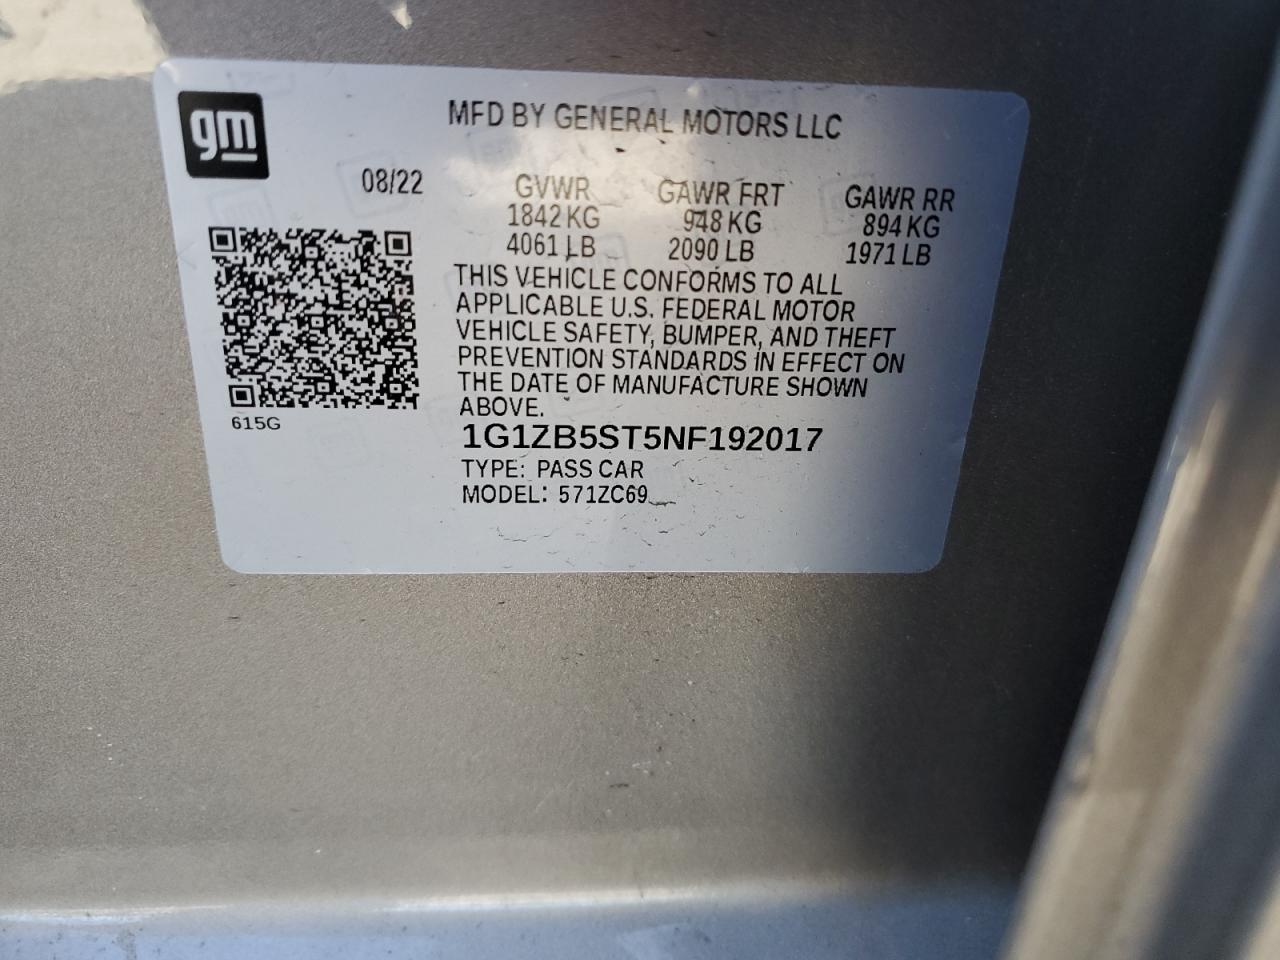 gm
MFD BY GENERAL MOTORS LLC
08/22
GVWR GAWR FRT GAWR RR
1842 KG 948 KG 894 KG
4061 LB 2090 LB 1971 LB
THIS VEHICLE CONFORMS TO ALL
APPLICABLE U.S. FEDERAL MOTOR
VEHICLE SAFETY, BUMPER, AND THEFT
PREVENTION STANDARDS IN EFFECT ON
THE DATE OF MANUFACTURE SHOWN
ABOVE.
615G
1G1ZB5ST5NF192017
TYPE: PASS CAR
MODEL: 571ZC69